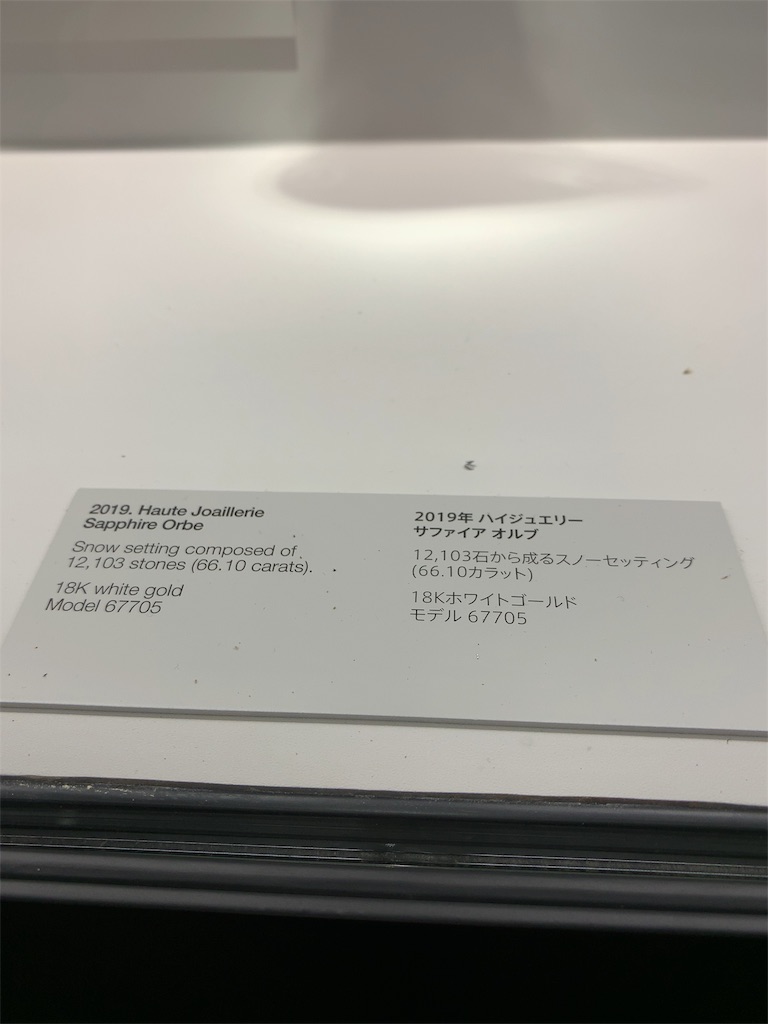 2019. Haute Joaillerie
Sapphire Orbe
Snow setting composed of
12,103 stones (66.10 carats).
18K white gold
Model 67705
2019年 ハイジュエリー
サファイア オルブ
12,103石から成るスノーセッティング
(66.10カラット)
18Kホワイトゴールド
モデル 67705